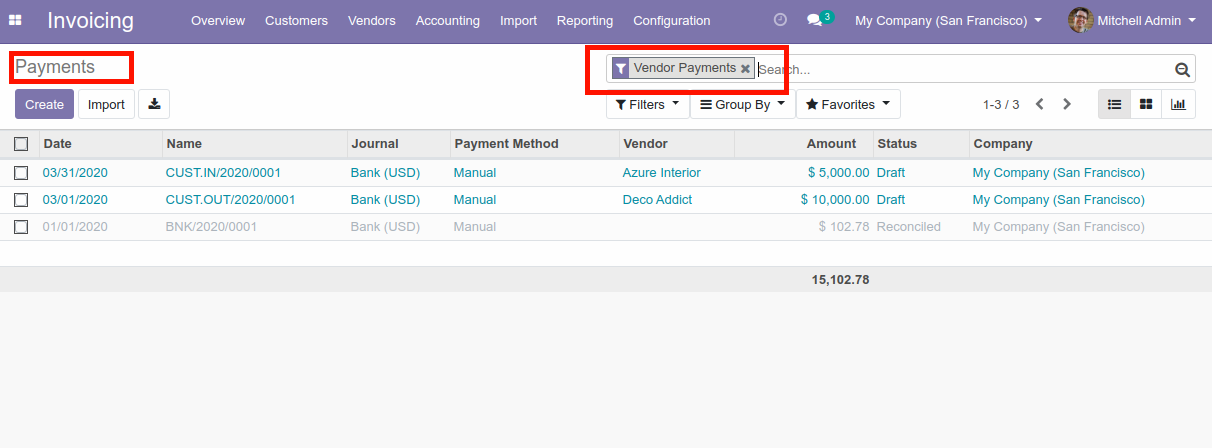 Invoicing Overview Customers Vendors Accounting Import Reporting Configuration 3 My Company (San Francisco) Mitchell Admin
Payments Vendor Payments Search...
Create Import Filters Group By Favorites 1-3 / 3
Date Name Journal Payment Method Vendor Amount Status Company
03/31/2020 CUST.IN/2020/0001 Bank (USD) Manual Azure Interior $ 5,000.00 Draft My Company (San Francisco)
03/01/2020 CUST.OUT/2020/0001 Bank (USD) Manual Deco Addict $ 10,000.00 Draft My Company (San Francisco)
01/01/2020 BNK/2020/0001 Bank (USD) Manual $ 102.78 Reconciled My Company (San Francisco)
15,102.78